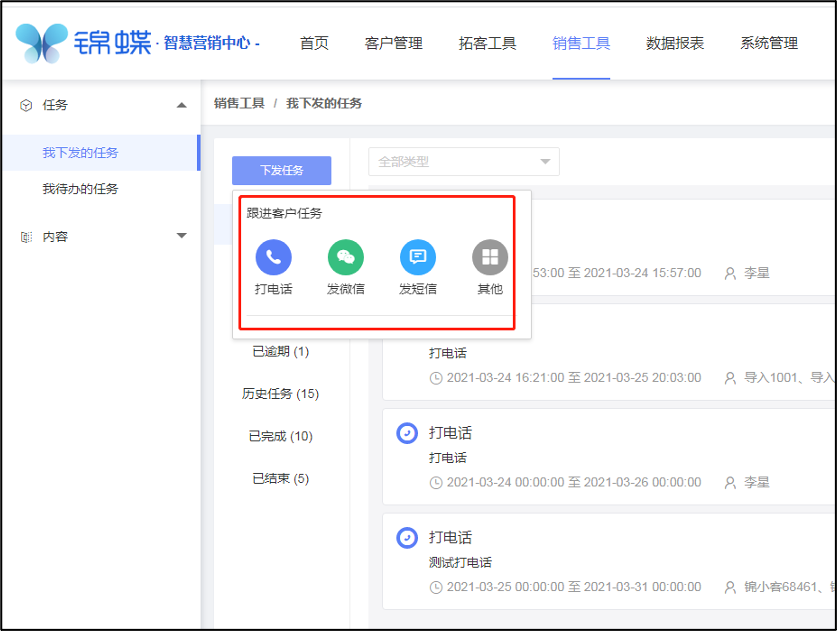 锦蝶·智慧营销中心 -
首页 客户管理 拓客工具 销售工具 数据报表 系统管理
任务
我下发的任务
我待办的任务
内容
销售工具 / 我下发的任务
下发任务
全部类型
跟进客户任务
打电话 发微信 发短信 其他
已逾期 (1)
历史任务 (15)
已完成 (10)
已结束 (5)
53:00 至 2021-03-24 15:57:00 李星
打电话
2021-03-24 16:21:00 至 2021-03-25 20:03:00 导入1001、导入
打电话
打电话
2021-03-24 00:00:00 至 2021-03-26 00:00:00 李星
打电话
测试打电话
2021-03-25 00:00:00 至 2021-03-31 00:00:00 锦小客68461、